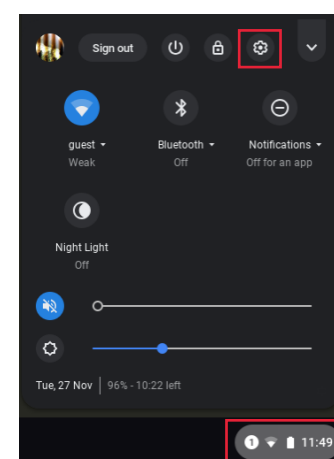 Sign out
guest Bluetooth Notifications
Weak Off Off for an app
Night Light
Off
Tue, 27 Nov 96% - 10:22 left
1 11:49